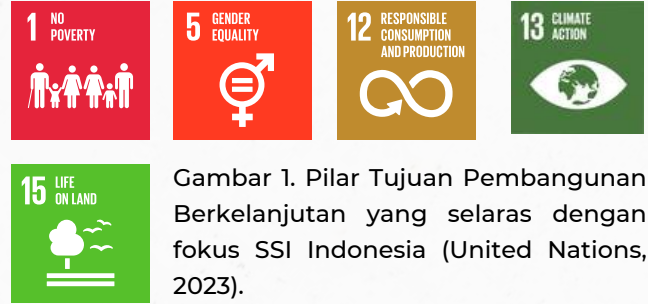 1 NO
POVERTY
5 GENDER
EQUALITY
12 RESPONSIBLE
CONSUMPTION
AND PRODUCTION
13 CLIMATE
ACTION
15 LIFE
ON LAND
Gambar 1. Pilar Tujuan Pembangunan
Berkelanjutan yang selaras dengan
fokus SSI Indonesia (United Nations,
2023).